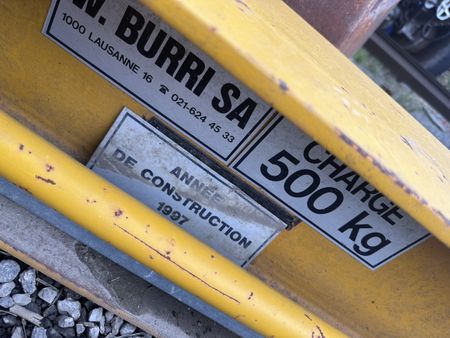 W. BURRI SA
1000 LAUSANNE 16 ☎ 021-624 45 33
CHARGE
500 kg
ANNÉE
DE CONSTRUCTION
1997